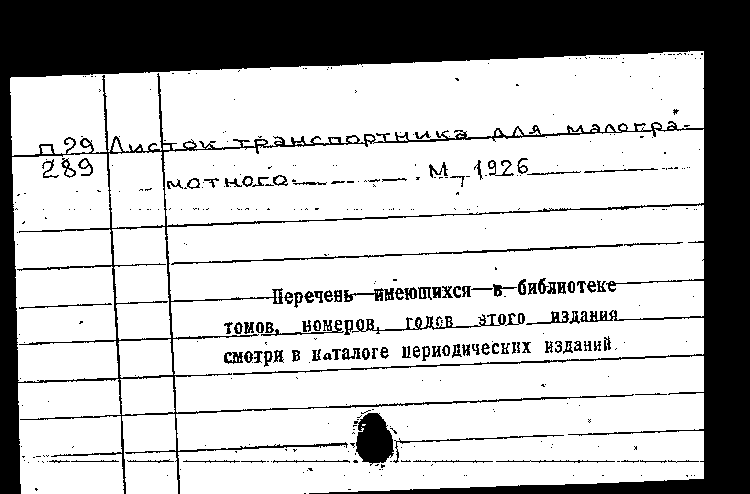 П29 Листок транспортника для малогра-
289 мотного. М, 1926
Перечень имеющихся в библиотеке
томов, номеров, годов этого издания
смотри в каталоге периодических изданий